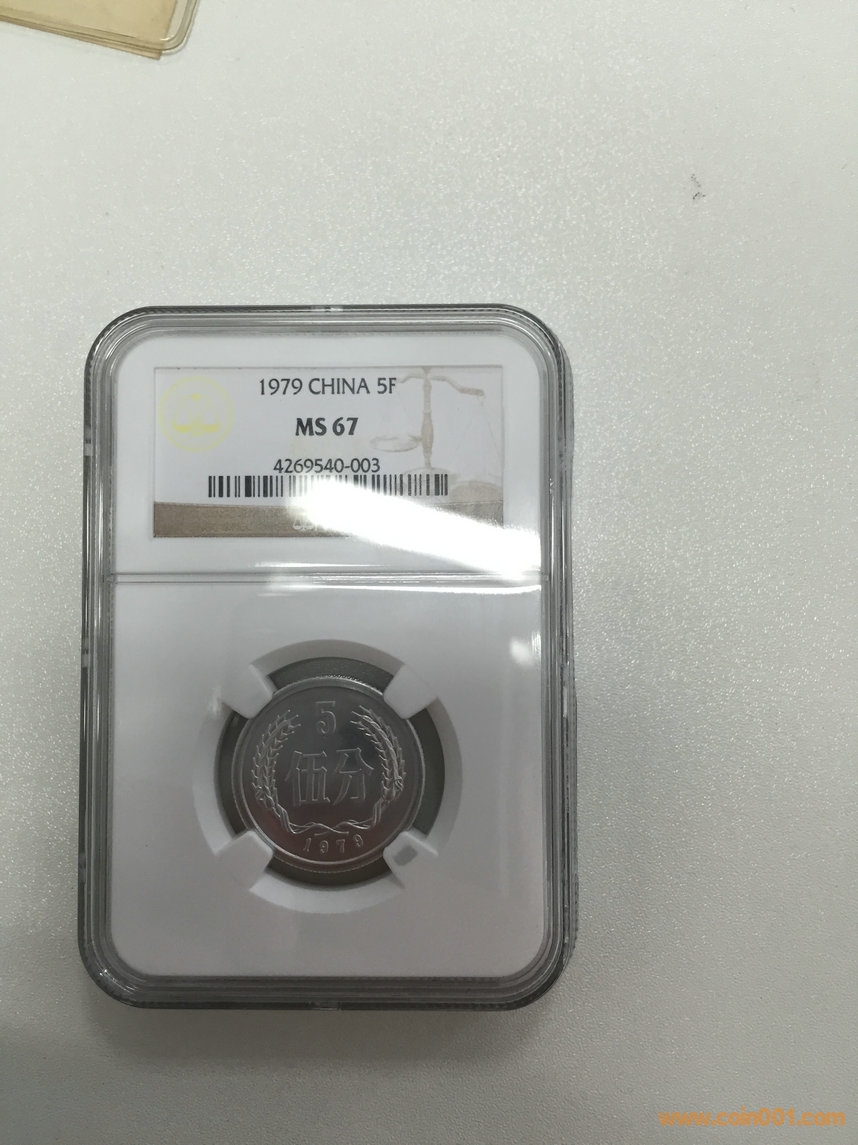 1979 CHINA 5F
MS 67
4269540-003
5
伍分
1979
www.coin001.com